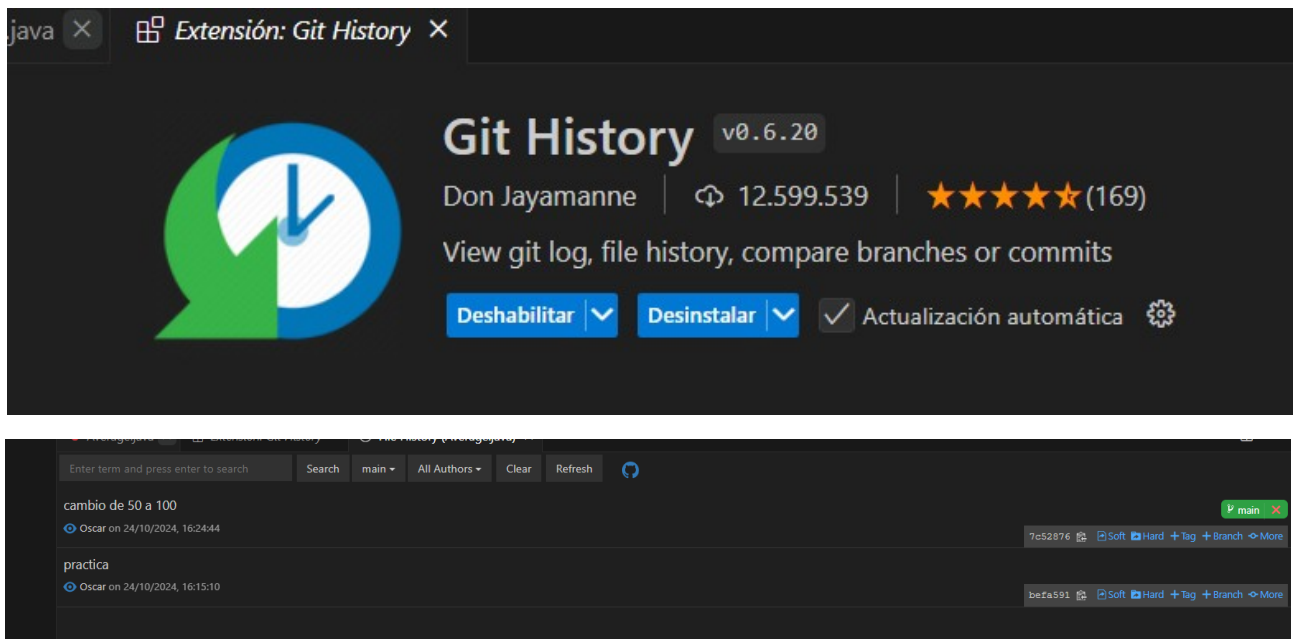 .java
Extensión: Git History
Git History v0.6.20
Don Jayamanne 12.599.539 (169)
View git log, file history, compare branches or commits
Deshabilitar Desinstalar Actualización automática
Enter term and press enter to search Search main All Authors Clear Refresh
cambio de 50 a 100
main
Oscar on 24/10/2024, 16:24:44
7c52876 Soft Hard +Tag +Branch More
practica
Oscar on 24/10/2024, 16:15:10
befa591 Soft Hard +Tag +Branch More